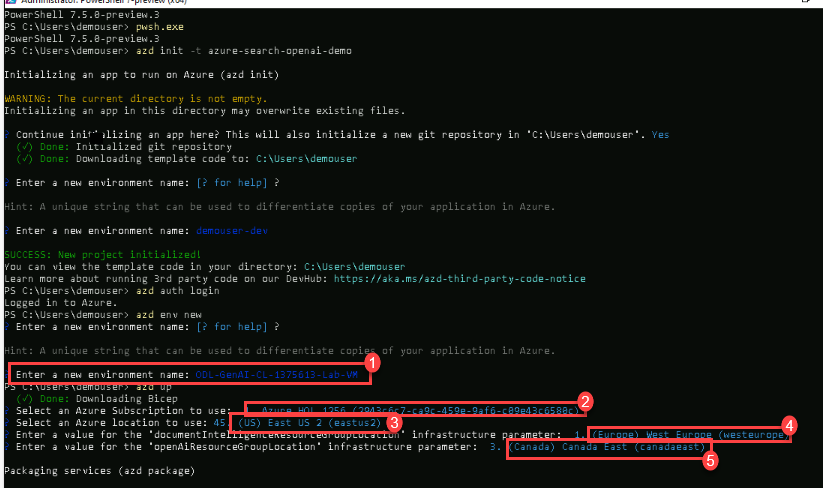 Administrator: PowerShell 7-preview (x64)
PowerShell 7.5.0-preview.3
PS C:\Users\demouser> pwsh.exe
PowerShell 7.5.0-preview.3
PS C:\Users\demouser> azd init -t azure-search-openai-demo
Initializing an app to run on Azure (azd init)
WARNING: The current directory is not empty.
Initializing an app in this directory may overwrite existing files.
? Continue initializing an app here? This will also initialize a new git repository in "C:\Users\demouser". Yes
(✓) Done: Initialized git repository
(✓) Done: Downloading template code to: C:\Users\demouser
? Enter a new environment name: [? for help] ?
Hint: A unique string that can be used to differentiate copies of your application in Azure.
? Enter a new environment name: demouser-dev
SUCCESS: New project initialized!
You can view the template code in your directory: C:\Users\demouser
Learn more about running 3rd party code on our DevHub: https://aka.ms/azd-third-party-code-notice
PS C:\Users\demouser> azd auth login
Logged in to Azure.
PS C:\Users\demouser> azd env new
? Enter a new environment name: [? for help] ?
Hint: A unique string that can be used to differentiate copies of your application in Azure.
1
Enter a new environment name: ODL-GenAI-CL-1375613-Lab-VM
PS C:\Users\demouser> azd up
(✓) Done: Downloading Bicep
? Select an Azure Subscription to use: Azure HOL 1256 2
? Select an Azure location to use: 45. (US) East US 2 (eastus2) 3
? Enter a value for the 'documentIntelligenceResourceGroupLocation' infrastructure parameter: 1. (Europe) West Europe (westeurope) 4
? Enter a value for the 'openAiResourceGroupLocation' infrastructure parameter: 3. (Canada) Canada East (canadaeast) 5
Packaging services (azd package)